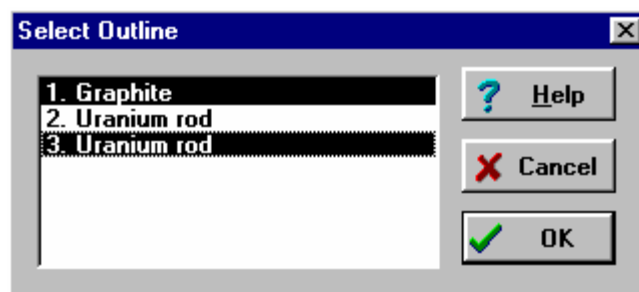 Select Outline
1. Graphite
2. Uranium rod
3. Uranium rod
Help
Cancel
OK